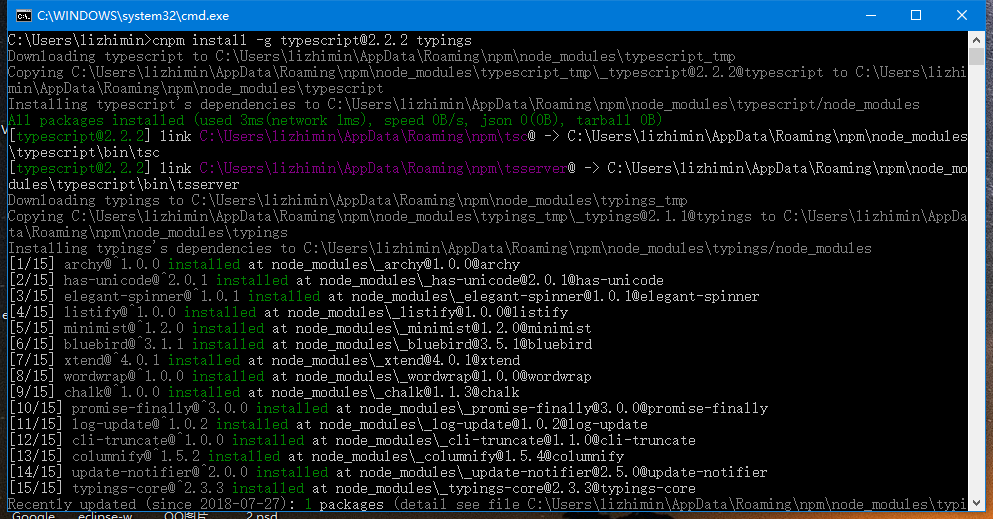 C:\WINDOWS\system32\cmd.exe
C:\Users\lizhimin>cnpm install -g typescript@2.2.2 typings
Downloading typescript to C:\Users\lizhimin\AppData\Roaming\npm\node_modules\typescript_tmp
Copying C:\Users\lizhimin\AppData\Roaming\npm\node_modules\typescript_tmp\_typescript@2.2.2@typescript to C:\Users\lizhi
min\AppData\Roaming\npm\node_modules\typescript
Installing typescript's dependencies to C:\Users\lizhimin\AppData\Roaming\npm\node_modules\typescript/node_modules
All packages installed (used 3ms(network 1ms), speed 0B/s, json 0(0B), tarball 0B)
[typescript@2.2.2] link C:\Users\lizhimin\AppData\Roaming\npm\tsc@ -> C:\Users\lizhimin\AppData\Roaming\npm\node_modules
\typescript\bin\tsc
[typescript@2.2.2] link C:\Users\lizhimin\AppData\Roaming\npm\tsserver@ -> C:\Users\lizhimin\AppData\Roaming\npm\node_mo
dules\typescript\bin\tsserver
Downloading typings to C:\Users\lizhimin\AppData\Roaming\npm\node_modules\typings_tmp
Copying C:\Users\lizhimin\AppData\Roaming\npm\node_modules\typings_tmp\_typings@2.1.1@typings to C:\Users\lizhimin\AppDa
ta\Roaming\npm\node_modules\typings
Installing typings's dependencies to C:\Users\lizhimin\AppData\Roaming\npm\node_modules\typings/node_modules
[1/15] archy@^1.0.0 installed at node_modules\_archy@1.0.0@archy
[2/15] has-unicode@^2.0.1 installed at node_modules\_has-unicode@2.0.1@has-unicode
[3/15] elegant-spinner@^1.0.1 installed at node_modules\_elegant-spinner@1.0.1@elegant-spinner
[4/15] listify@^1.0.0 installed at node_modules\_listify@1.0.0@listify
[5/15] minimist@^1.2.0 installed at node_modules\_minimist@1.2.0@minimist
[6/15] bluebird@^3.1.1 installed at node_modules\_bluebird@3.5.1@bluebird
[7/15] xtend@^4.0.1 installed at node_modules\_xtend@4.0.1@xtend
[8/15] wordwrap@^1.0.0 installed at node_modules\_wordwrap@1.0.0@wordwrap
[9/15] chalk@^1.0.0 installed at node_modules\_chalk@1.1.3@chalk
[10/15] promise-finally@^3.0.0 installed at node_modules\_promise-finally@3.0.0@promise-finally
[11/15] log-update@^1.0.2 installed at node_modules\_log-update@1.0.2@log-update
[12/15] cli-truncate@^1.0.0 installed at node_modules\_cli-truncate@1.1.0@cli-truncate
[13/15] columnify@^1.5.2 installed at node_modules\_columnify@1.5.4@columnify
[14/15] update-notifier@^2.0.0 installed at node_modules\_update-notifier@2.5.0@update-notifier
[15/15] typings-core@^2.3.3 installed at node_modules\_typings-core@2.3.3@typings-core
Recently updated (since 2018-07-27): 1 packages (detail see file C:\Users\lizhimin\AppData\Roaming\npm\node_modules\typi
Google eclipse-w QQ图片 2.psd